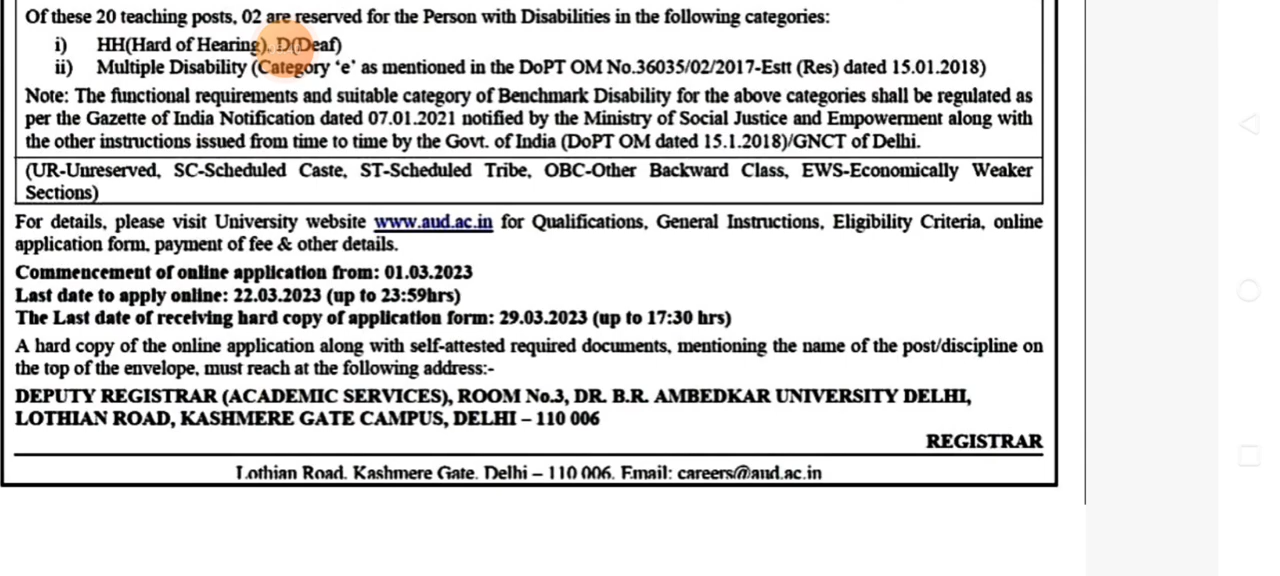 Of these 20 teaching posts, 02 are reserved for the Person with Disabilities in the following categories:
i) HH(Hard of Hearing), D(Deaf)
ii) Multiple Disability (Category 'e' as mentioned in the DoPT OM No.36035/02/2017-Estt (Res) dated 15.01.2018)
Note: The functional requirements and suitable category of Benchmark Disability for the above categories shall be regulated as
per the Gazette of India Notification dated 07.01.2021 notified by the Ministry of Social Justice and Empowerment along with
the other instructions issued from time to time by the Govt. of India (DoPT OM dated 15.1.2018)/GNCT of Delhi.
(UR-Unreserved, SC-Scheduled Caste, ST-Scheduled Tribe, OBC-Other Backward Class, EWS-Economically Weaker
Sections)
For details, please visit University website www.aud.ac.in for Qualifications, General Instructions, Eligibility Criteria, online
application form, payment of fee & other details.
Commencement of online application from: 01.03.2023
Last date to apply online: 22.03.2023 (up to 23:59hrs)
The Last date of receiving hard copy of application form: 29.03.2023 (up to 17:30 hrs)
A hard copy of the online application along with self-attested required documents, mentioning the name of the post/discipline on
the top of the envelope, must reach at the following address:-
DEPUTY REGISTRAR (ACADEMIC SERVICES), ROOM No.3, DR. B.R. AMBEDKAR UNIVERSITY DELHI,
LOTHIAN ROAD, KASHMERE GATE CAMPUS, DELHI – 110 006
REGISTRAR
Lothian Road, Kashmere Gate, Delhi – 110 006. Email: careers@aud.ac.in